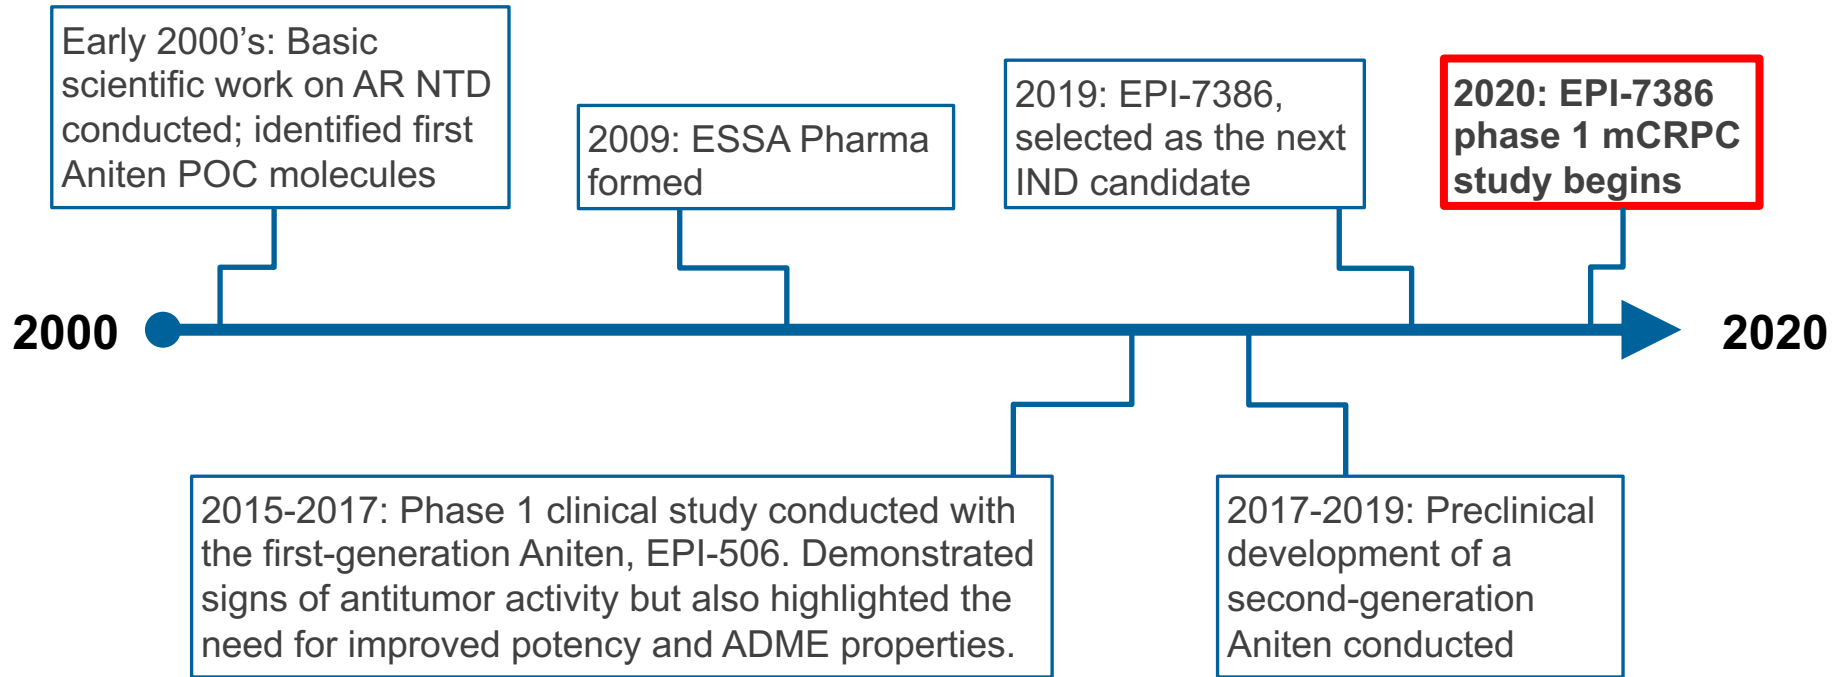 Early 2000's: Basic
scientific work on AR NTD
conducted; identified first
Aniten POC molecules
2009: ESSA Pharma
formed
2019: EPI-7386,
selected as the next
IND candidate
2020: EPI-7386
phase 1 mCRPC
study begins
2000
2020
2015-2017: Phase 1 clinical study conducted with
the first-generation Aniten, EPI-506. Demonstrated
signs of antitumor activity but also highlighted the
need for improved potency and ADME properties.
2017-2019: Preclinical
development of a
second-generation
Aniten conducted